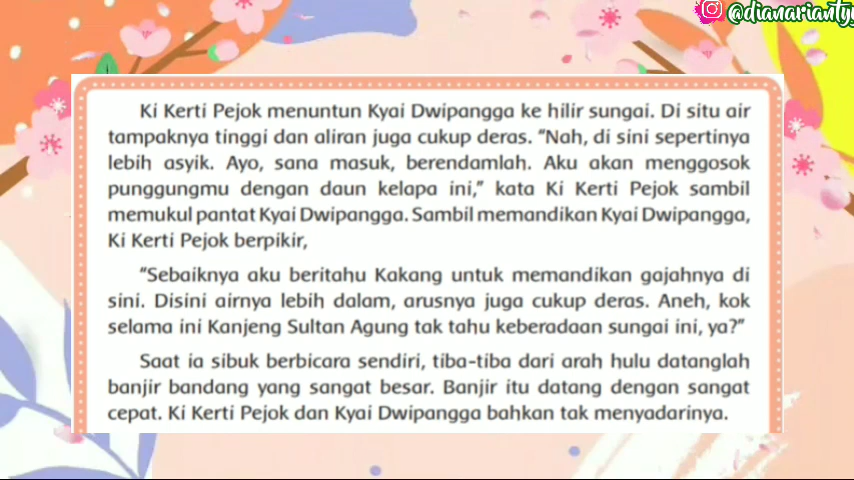 @dianarianty
Ki Kerti Pejok menuntun Kyai Dwipangga ke hilir sungai. Di situ air
tampaknya tinggi dan aliran juga cukup deras. "Nah, di sini sepertinya
lebih asyik. Ayo, sana masuk, berendamlah. Aku akan menggosok
punggungmu dengan daun kelapa ini," kata Ki Kerti Pejok sambil
memukul pantat Kyai Dwipangga. Sambil memandikan Kyai Dwipangga,
Ki Kerti Pejok berpikir,
"Sebaiknya aku beritahu Kakang untuk memandikan gajahnya di
sini. Disini airnya lebih dalam, arusnya juga cukup deras. Aneh, kok
selama ini Kanjeng Sultan Agung tak tahu keberadaan sungai ini, ya?"
Saat ia sibuk berbicara sendiri, tiba-tiba dari arah hulu datanglah
banjir bandang yang sangat besar. Banjir itu datang dengan sangat
cepat. Ki Kerti Pejok dan Kyai Dwipangga bahkan tak menyadarinya.